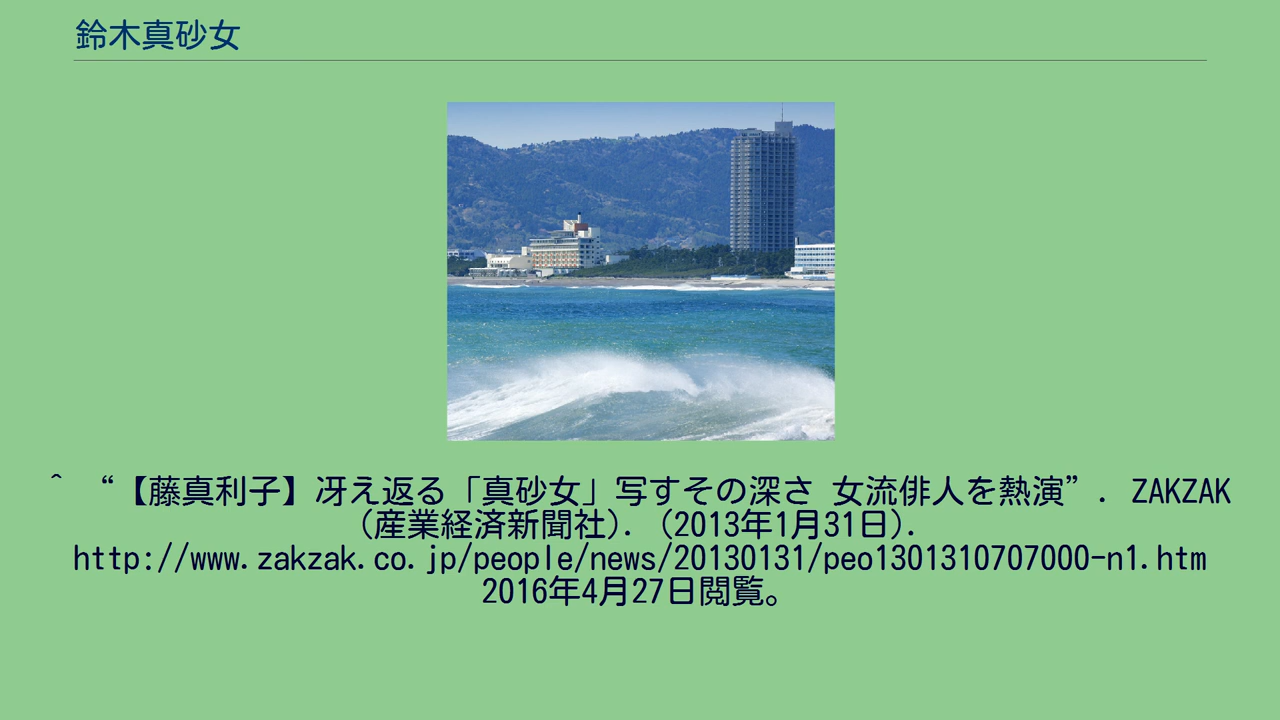 鈴木真砂女
^ “【藤真利子】冴え返る「真砂女」写すその深さ 女流俳人を熱演”. ZAKZAK
(産業経済新聞社). (2013年1月31日).
http://www.zakzak.co.jp/people/news/20130131/peo1301310707000-n1.htm
2016年4月27日閲覧。